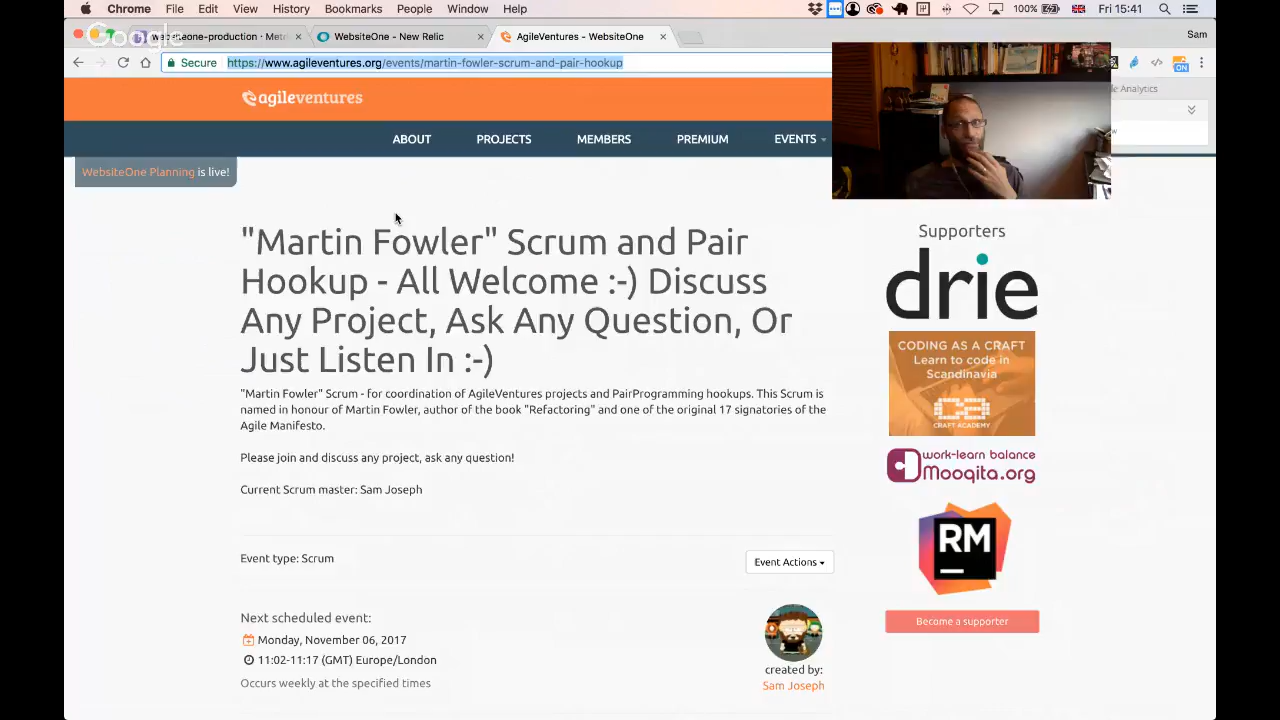 Chrome File Edit View History Bookmarks People Window Help 100% Fri 15:41
Google
WebsiteOne - New Relic
AgileVentures - WebsiteOne
Sam
Secure https://www.agileventures.org/events/martin-fowler-scrum-and-pair-hookup
ON
Analytics
agileventures
ABOUT PROJECTS MEMBERS PREMIUM EVENTS
WebsiteOne Planning is live!
"Martin Fowler" Scrum and Pair
Hookup - All Welcome :-) Discuss
Any Project, Ask Any Question, Or
Just Listen In :-)
"Martin Fowler" Scrum - for coordination of AgileVentures projects and PairProgramming hookups. This Scrum is
named in honour of Martin Fowler, author of the book "Refactoring" and one of the original 17 signatories of the
Agile Manifesto.
Please join and discuss any project, ask any question!
Current Scrum master: Sam Joseph
Event type: Scrum
Event Actions
Next scheduled event:
Monday, November 06, 2017
11:02-11:17 (GMT) Europe/London
Occurs weekly at the specified times
created by:
Sam Joseph
Supporters
drie
CODING AS A CRAFT
Learn to code in
Scandinavia
CRAFT ACADEMY
work-learn balance
Mooqita.org
RM
Become a supporter